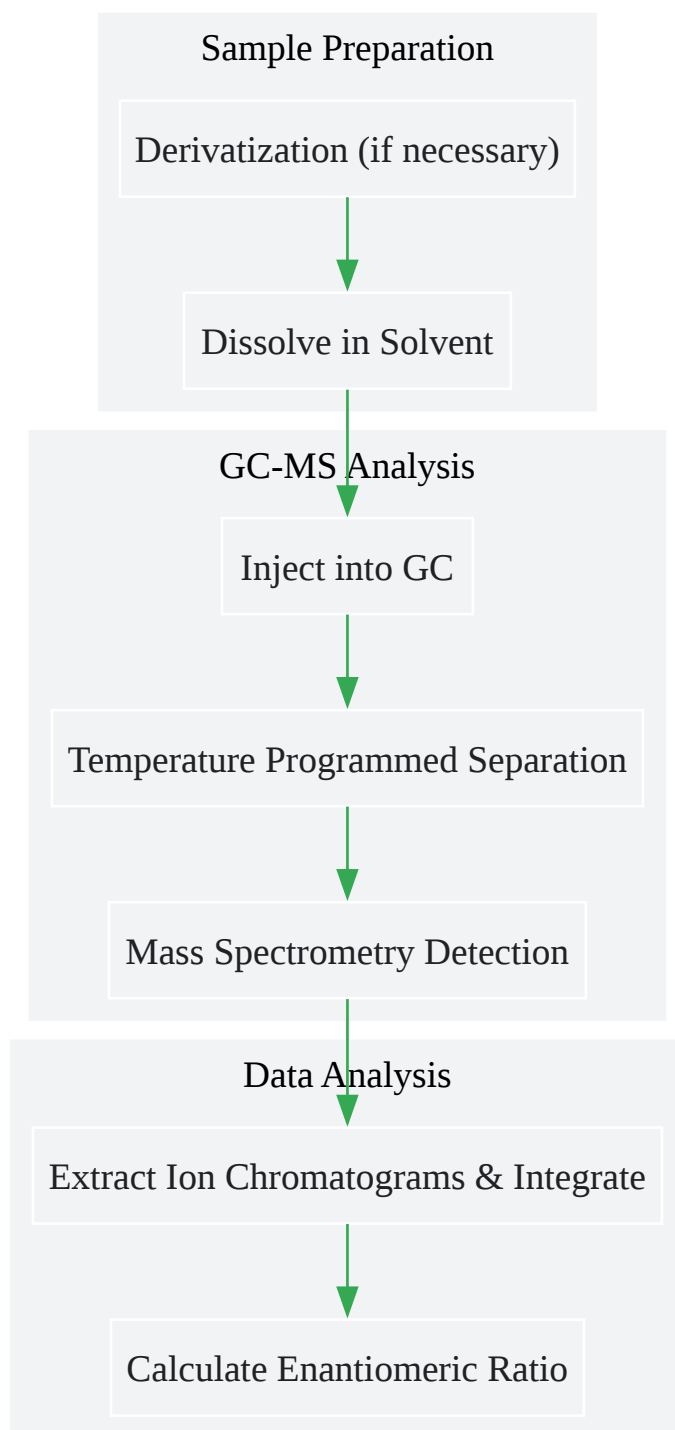 Sample Preparation
Derivatization (if necessary)
Dissolve in Solvent
GC-MS Analysis
Inject into GC
Temperature Programmed Separation
Mass Spectrometry Detection
Data Analysis
Extract Ion Chromatograms & Integrate
Calculate Enantiomeric Ratio